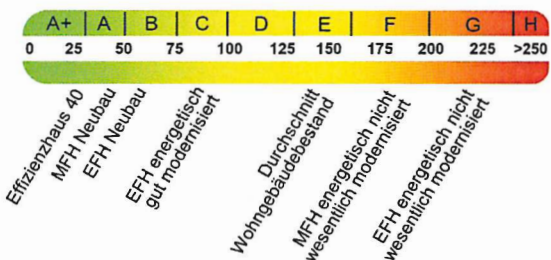 A+ A B C D E F G H
0 25 50 75 100 125 150 175 200 225 >250
Effizienzhaus 40
MFH Neubau
EFH Neubau
EFH energetisch
gut modernisiert
Durchschnitt
Wohngebäudebestand
MFH energetisch nicht
wesentlich modernisiert
EFH energetisch nicht
wesentlich modernisiert